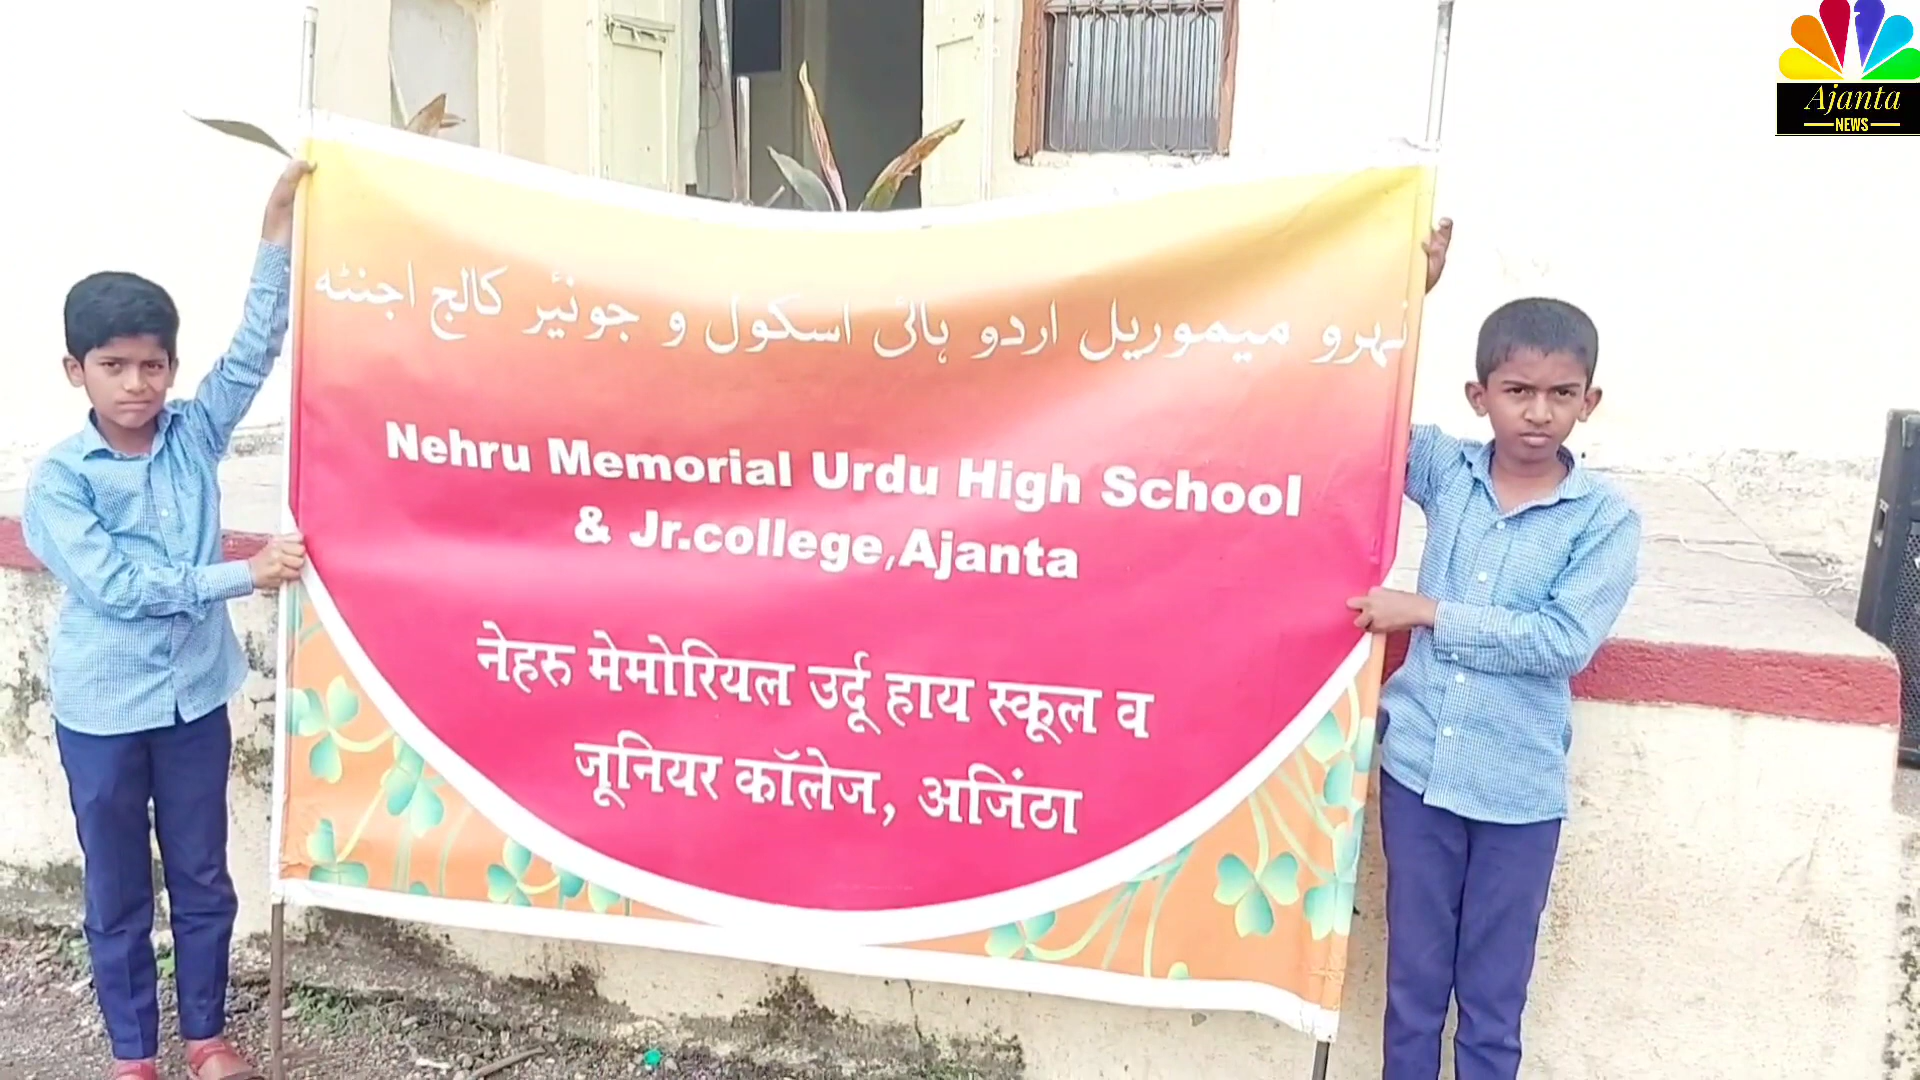 Ajanta
NEWS
نہرو میموریل اردو ہائی اسکول و جونئیر کالج اجنٹہ
Nehru Memorial Urdu High School
& Jr.college,Ajanta
नेहरु मेमोरियल उर्दू हाय स्कूल व
जूनियर कॉलेज, अजिंठा